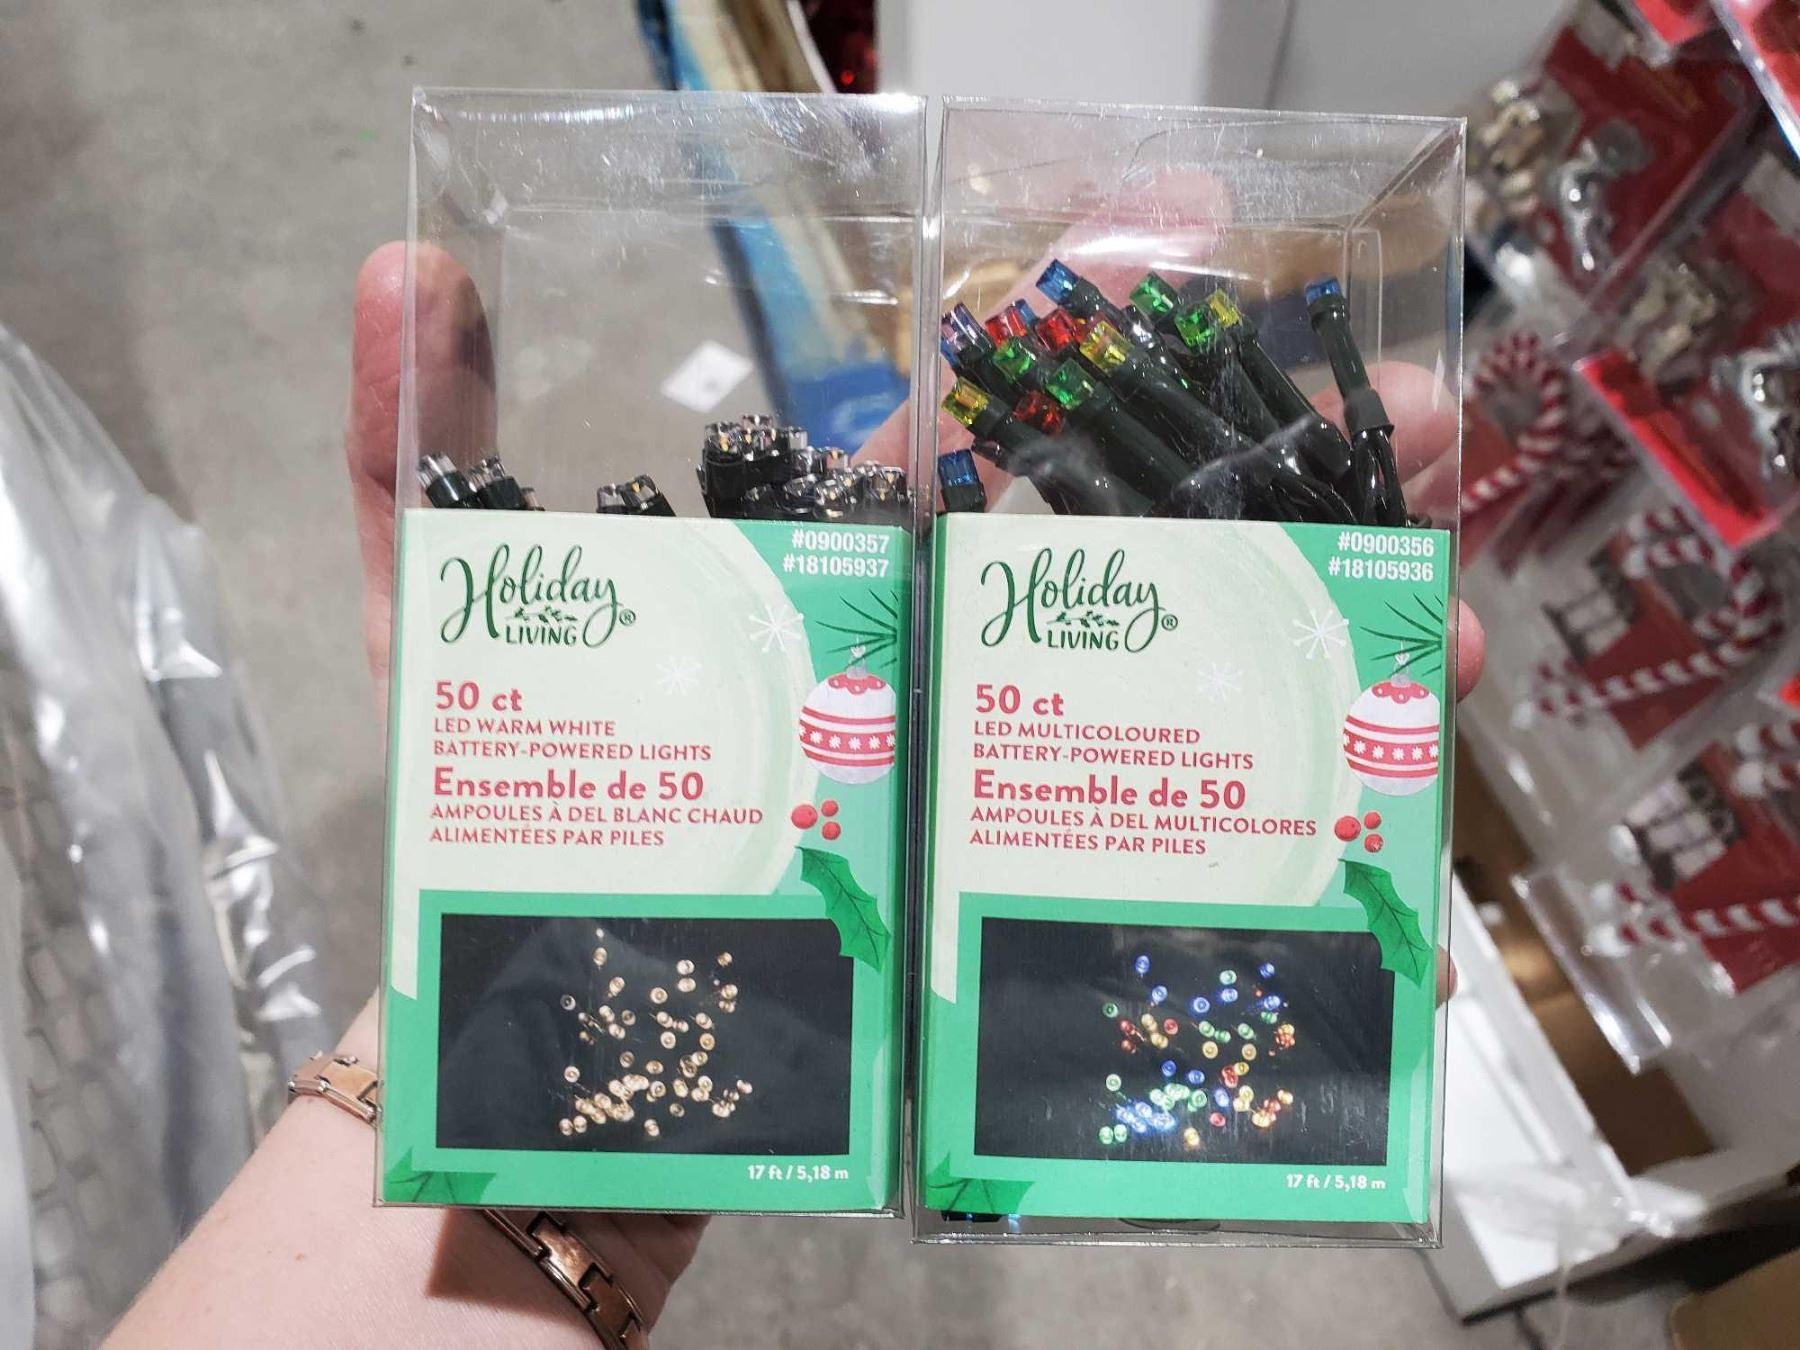 #0900357
#18105937
Holiday
LIVING®
50 ct
LED WARM WHITE
BATTERY-POWERED LIGHTS
Ensemble de 50
AMPOULES À DEL BLANC CHAUD
ALIMENTÉES PAR PILES
17 ft / 5,18 m
#0900356
#18105936
Holiday
LIVING®
50 ct
LED MULTICOLOURED
BATTERY-POWERED LIGHTS
Ensemble de 50
AMPOULES À DEL MULTICOLORES
ALIMENTÉES PAR PILES
17 ft / 5,18 m